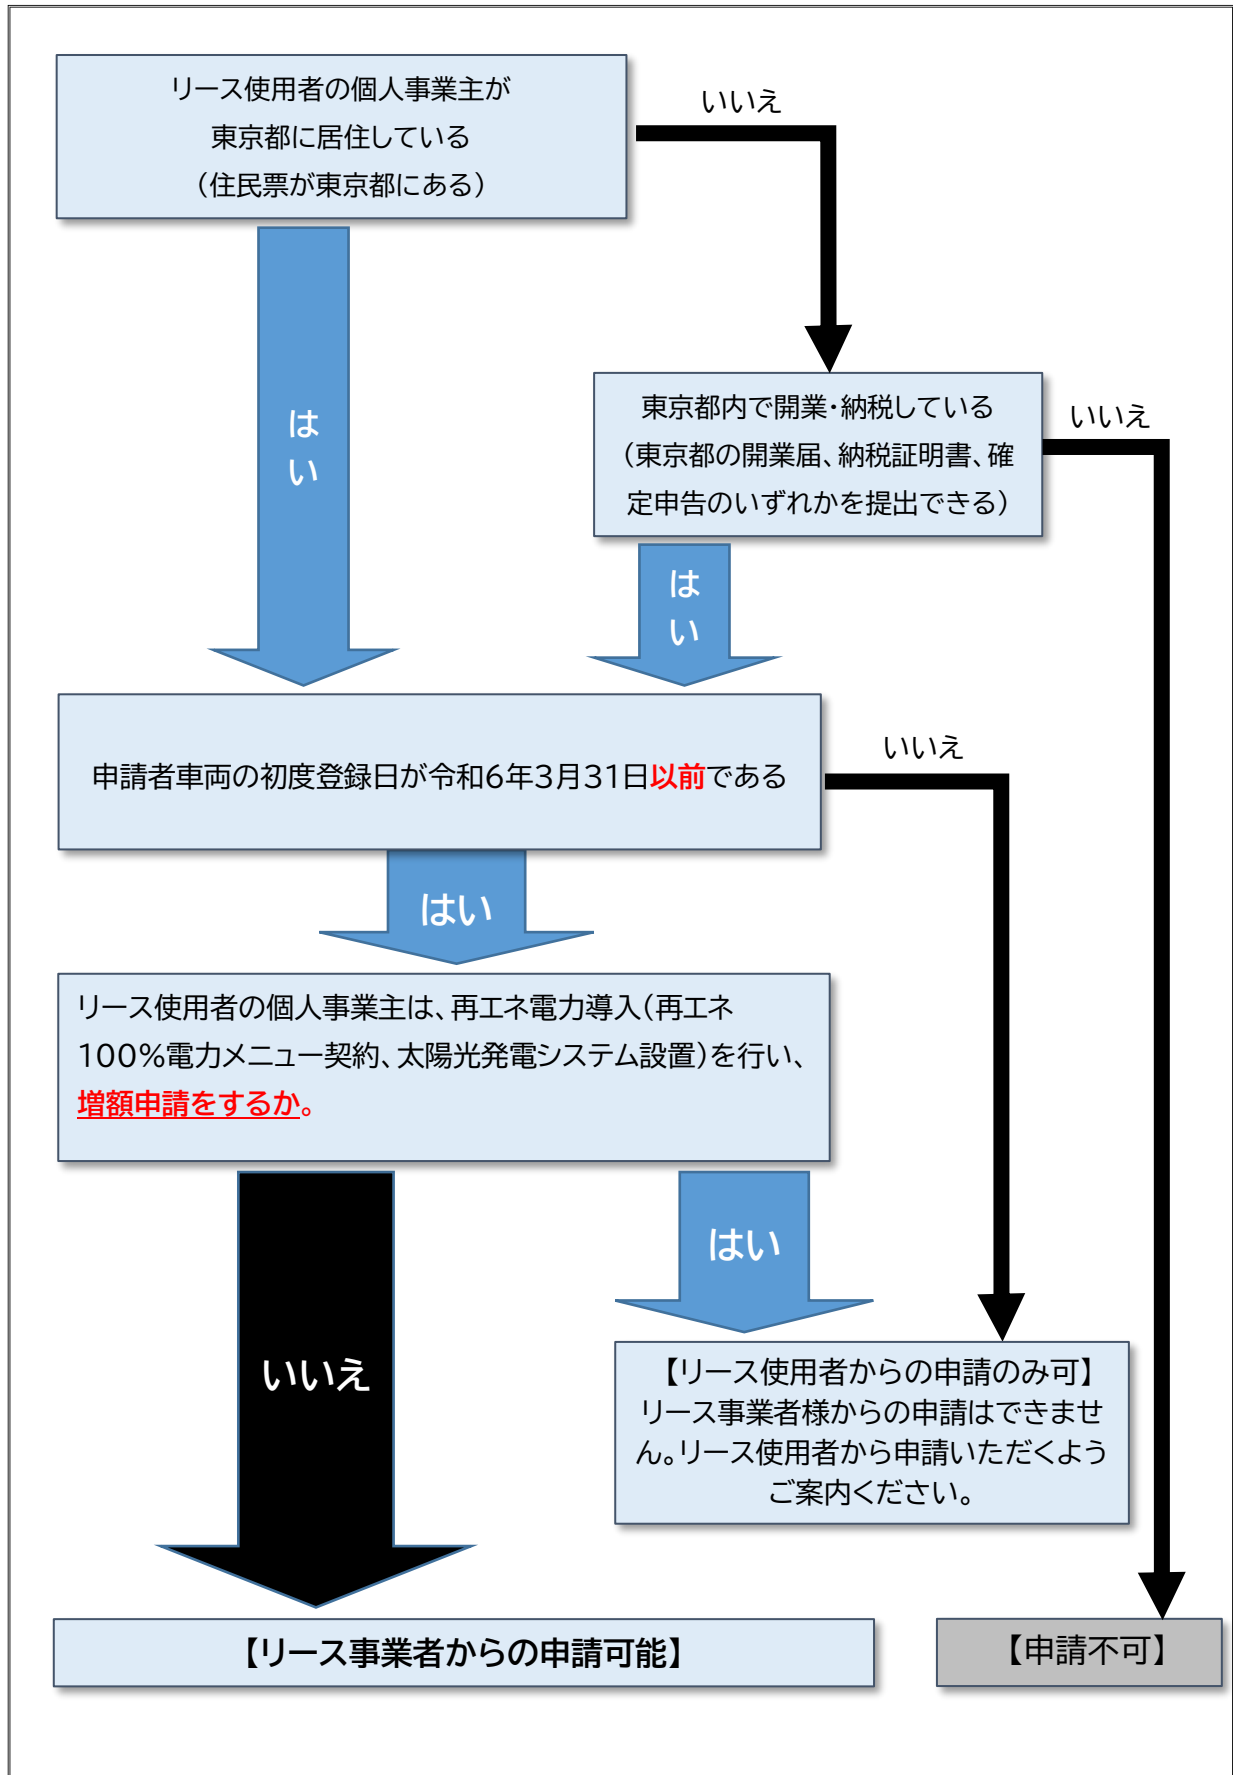 リース使用者の個人事業主が
東京都に居住している
（住民票が東京都にある）
いいえ
はい
東京都内で開業・納税している
（東京都の開業届、納税証明書、確
定申告のいずれかを提出できる）
いいえ
はい
申請者車両の初度登録日が令和6年3月31日以前である
いいえ
はい
リース使用者の個人事業主は、再エネ電力導入（再エネ
100％電力メニュー契約、太陽光発電システム設置）を行い、
増額申請をするか。
はい
いいえ
【リース使用者からの申請のみ可】
リース事業者様からの申請はできませ
ん。リース使用者から申請いただくよう
ご案内ください。
【リース事業者からの申請可能】
【申請不可】